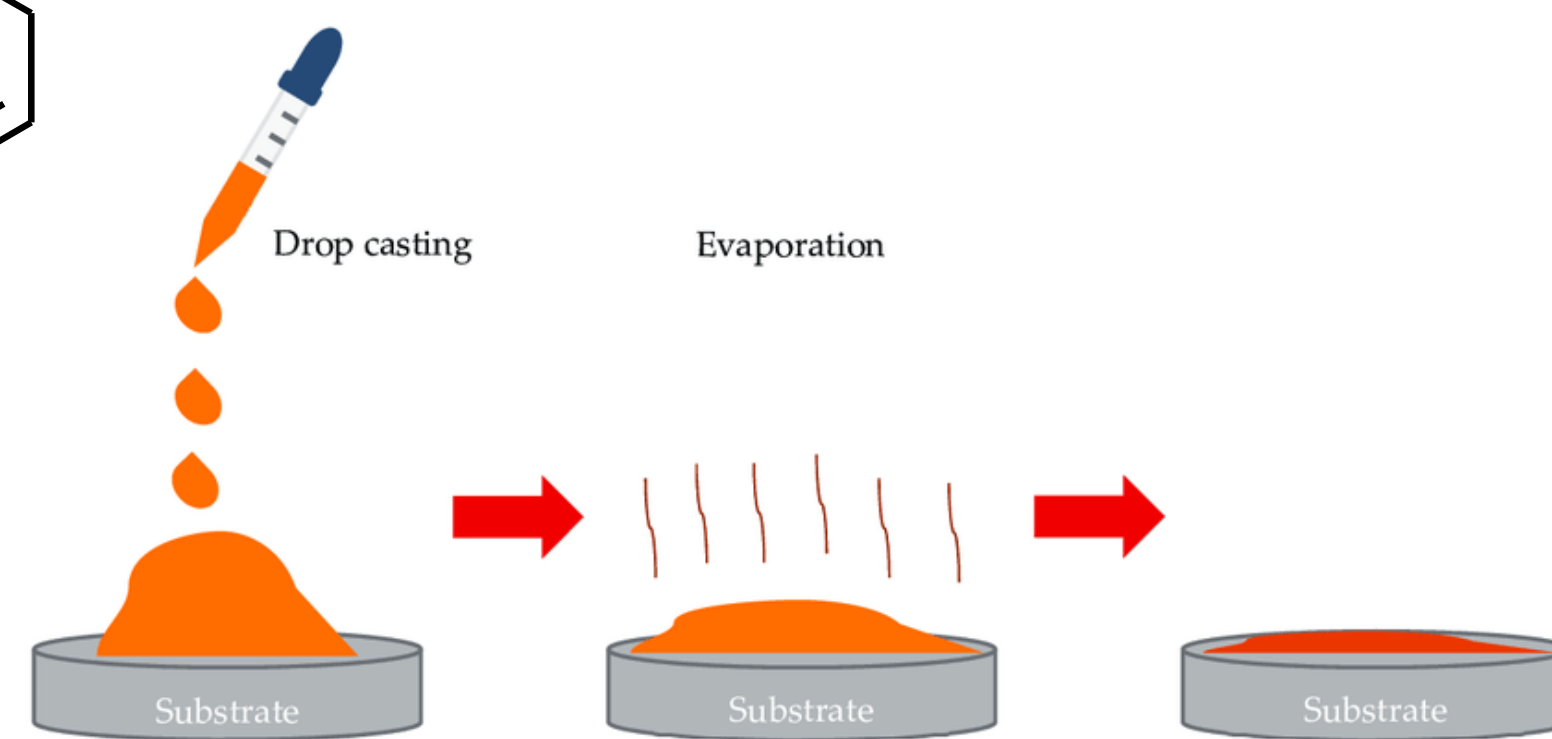 Drop casting
Evaporation
Substrate
Substrate
Substrate